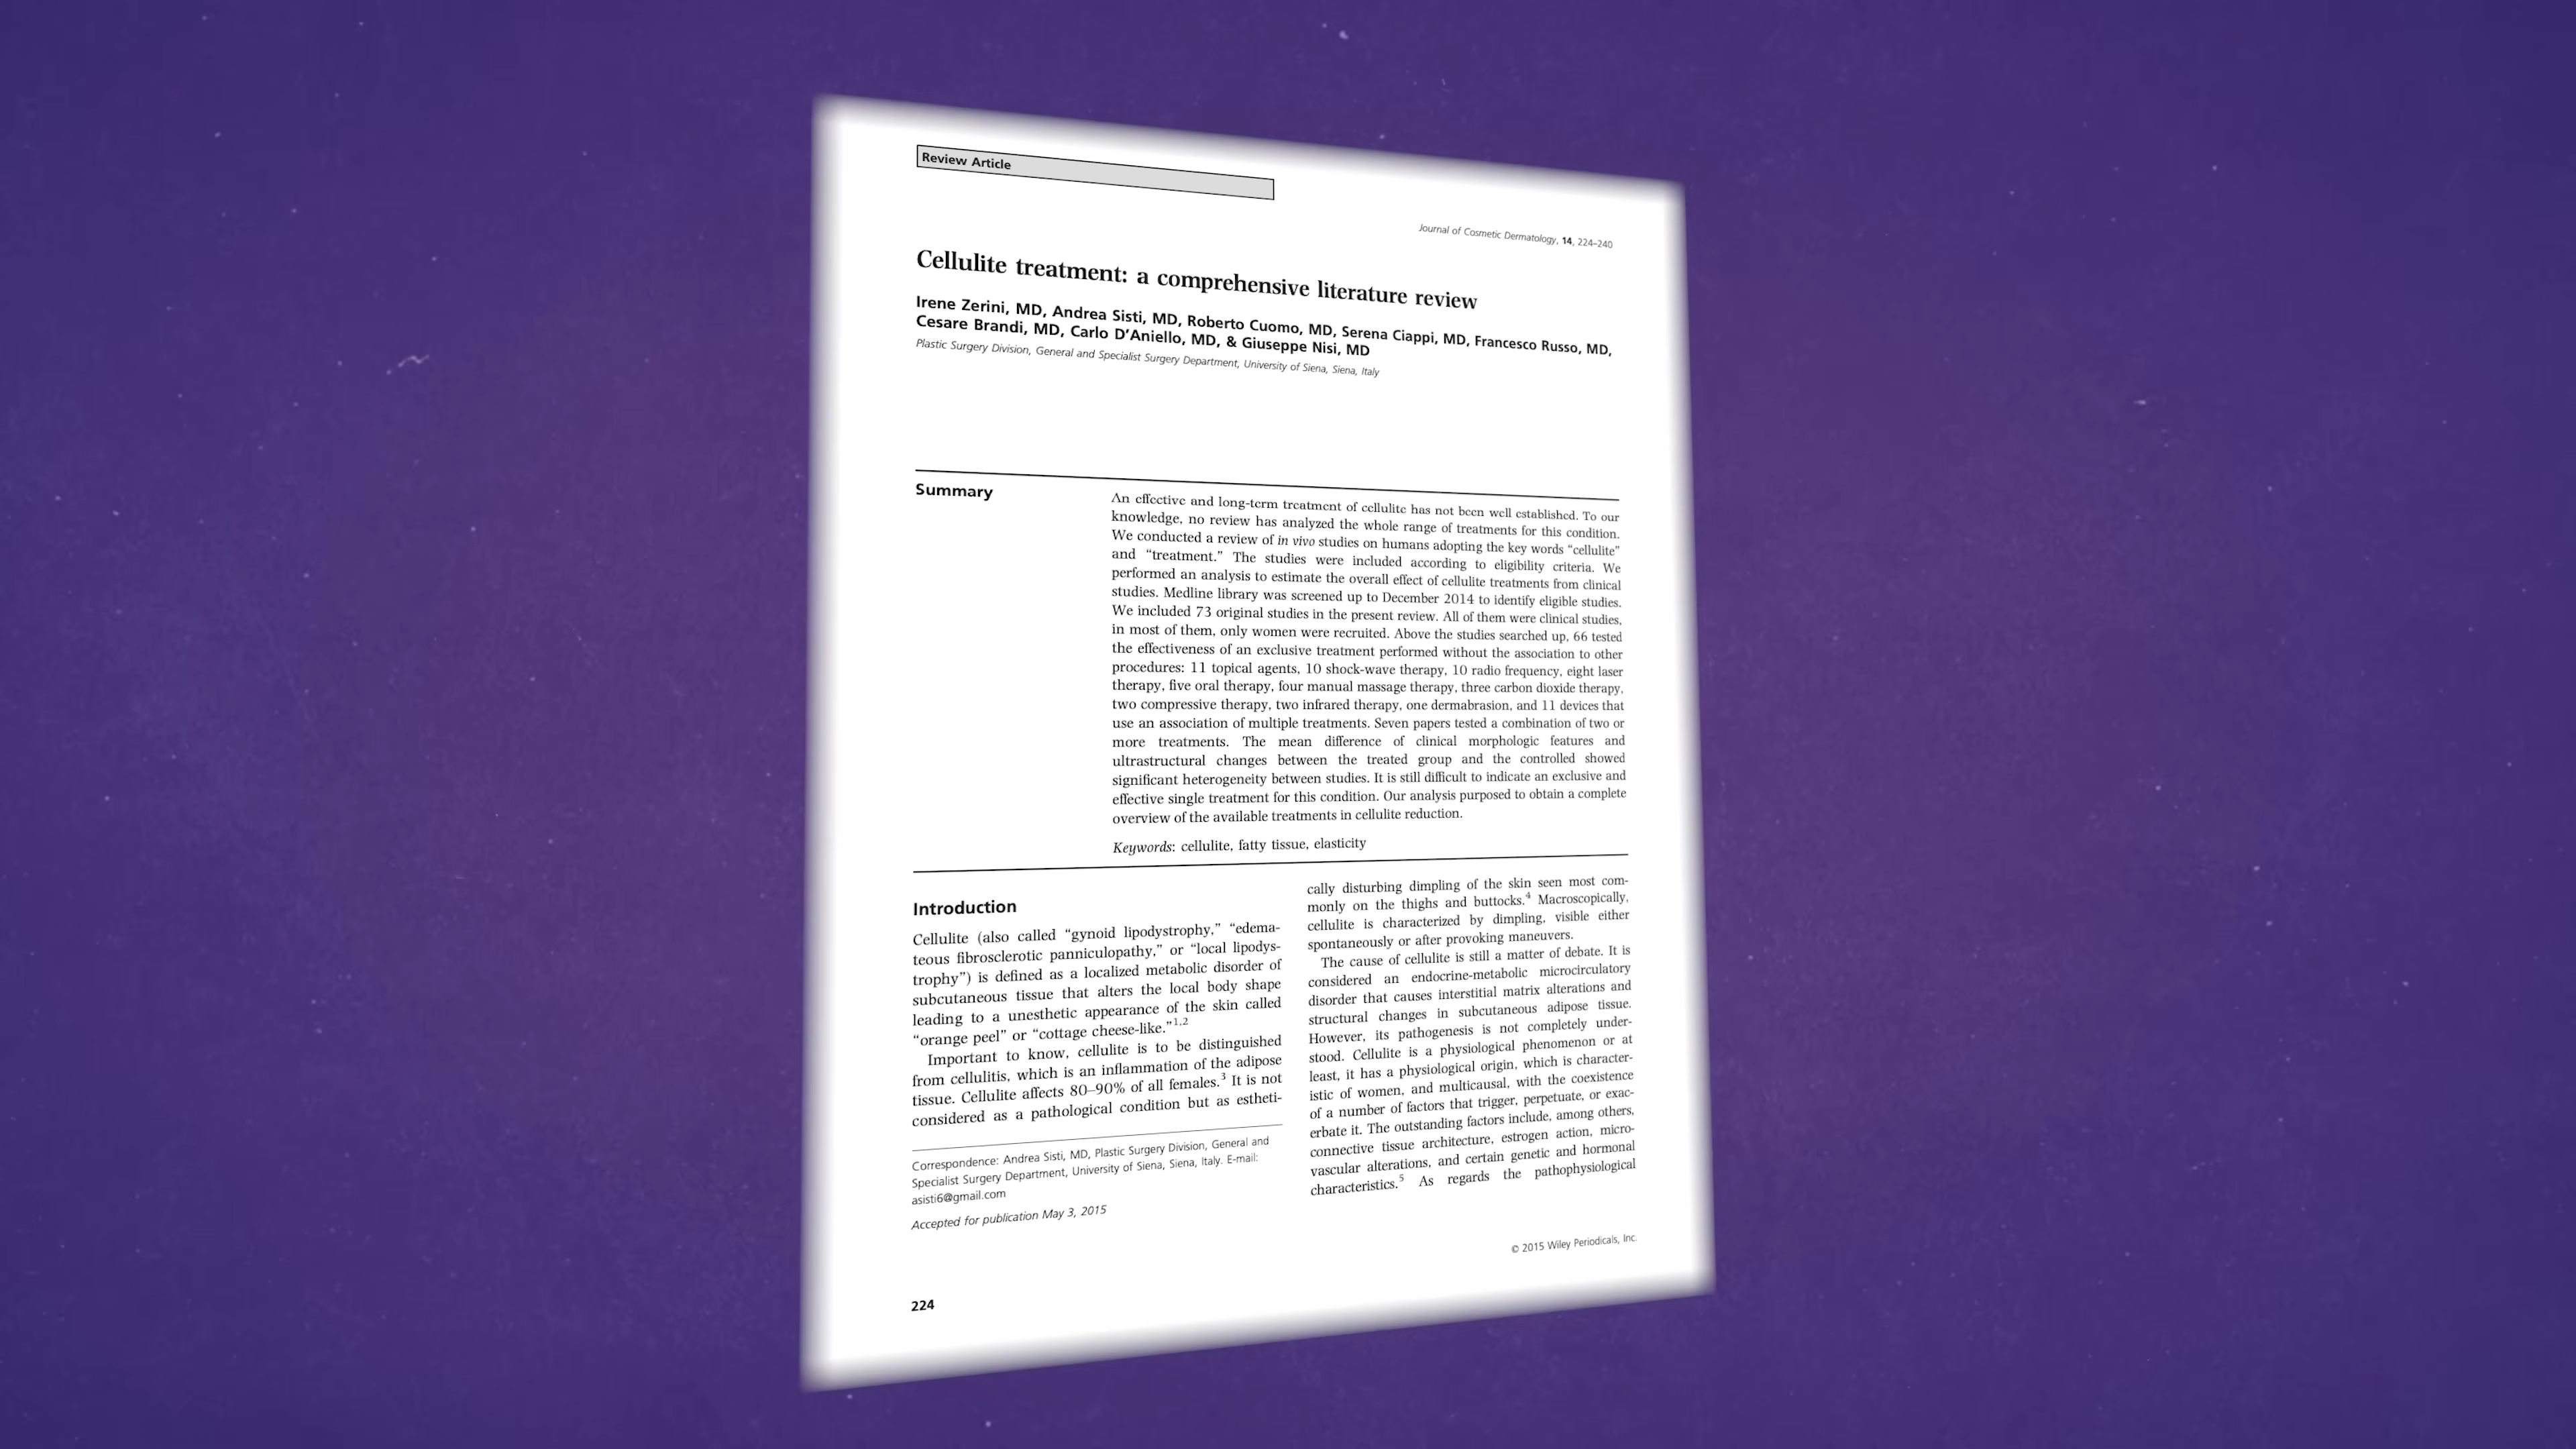 Review Article
Journal of Cosmetic Dermatology, 14, 224–240
Cellulite treatment: a comprehensive literature review
Irene Zerini, MD, Andrea Sisti, MD, Roberto Cuomo, MD, Serena Ciappi, MD, Francesco Russo, MD,
Cesare Brandi, MD, Carlo D’Aniello, MD, & Giuseppe Nisi, MD
Plastic Surgery Division, General and Specialist Surgery Department, University of Siena, Siena, Italy
Summary
An effective and long-term treatment of cellulite has not been well established. To our
knowledge, no review has analyzed the whole range of treatments for this condition.
We conducted a review of in vivo studies on humans adopting the key words “cellulite”
and “treatment.” The studies were included according to eligibility criteria. We
performed an analysis to estimate the overall effect of cellulite treatments from clinical
studies. Medline library was screened up to December 2014 to identify eligible studies.
We included 73 original studies in the present review. All of them were clinical studies,
in most of them, only women were recruited. Above the studies searched up, 66 tested
the effectiveness of an exclusive treatment performed without the association to other
procedures: 11 topical agents, 10 shock-wave therapy, 10 radio frequency, eight laser
therapy, five oral therapy, four manual massage therapy, three carbon dioxide therapy,
two compressive therapy, two infrared therapy, one dermabrasion, and 11 devices that
use an association of multiple treatments. Seven papers tested a combination of two or
more treatments. The mean difference of clinical morphologic features and
ultrastructural changes between the treated group and the controlled showed
significant heterogeneity between studies. It is still difficult to indicate an exclusive and
effective single treatment for this condition. Our analysis purposed to obtain a complete
overview of the available treatments in cellulite reduction.
Keywords: cellulite, fatty tissue, elasticity
Introduction
Cellulite (also called “gynoid lipodystrophy,” “edema-
teous fibrosclerotic panniculopathy,” or “local lipodys-
trophy”) is defined as a localized metabolic disorder of
subcutaneous tissue that alters the local body shape
leading to a unesthetic appearance of the skin called
“orange peel” or “cottage cheese-like.”1,2
Important to know, cellulite is to be distinguished
from cellulitis, which is an inflammation of the adipose
tissue. Cellulite affects 80–90% of all females.3 It is not
considered as a pathological condition but as estheti-
Correspondence: Andrea Sisti, MD, Plastic Surgery Division, General and
Specialist Surgery Department, University of Siena, Siena, Italy. E-mail:
asisti6@gmail.com
Accepted for publication May 3, 2015
cally disturbing dimpling of the skin seen most com-
monly on the thighs and buttocks.4 Macroscopically,
cellulite is characterized by dimpling, visible either
spontaneously or after provoking maneuvers.
The cause of cellulite is still a matter of debate. It is
considered an endocrine-metabolic microcirculatory
disorder that causes interstitial matrix alterations and
structural changes in subcutaneous adipose tissue.
However, its pathogenesis is not completely under-
stood. Cellulite is a physiological phenomenon or at
least, it has a physiological origin, which is character-
istic of women, and multicausal, with the coexistence
of a number of factors that trigger, perpetuate, or exac-
erbate it. The outstanding factors include, among others,
connective tissue architecture, estrogen action, micro-
vascular alterations, and certain genetic and hormonal
characteristics.5 As regards the pathophysiological
© 2015 Wiley Periodicals, Inc.
224